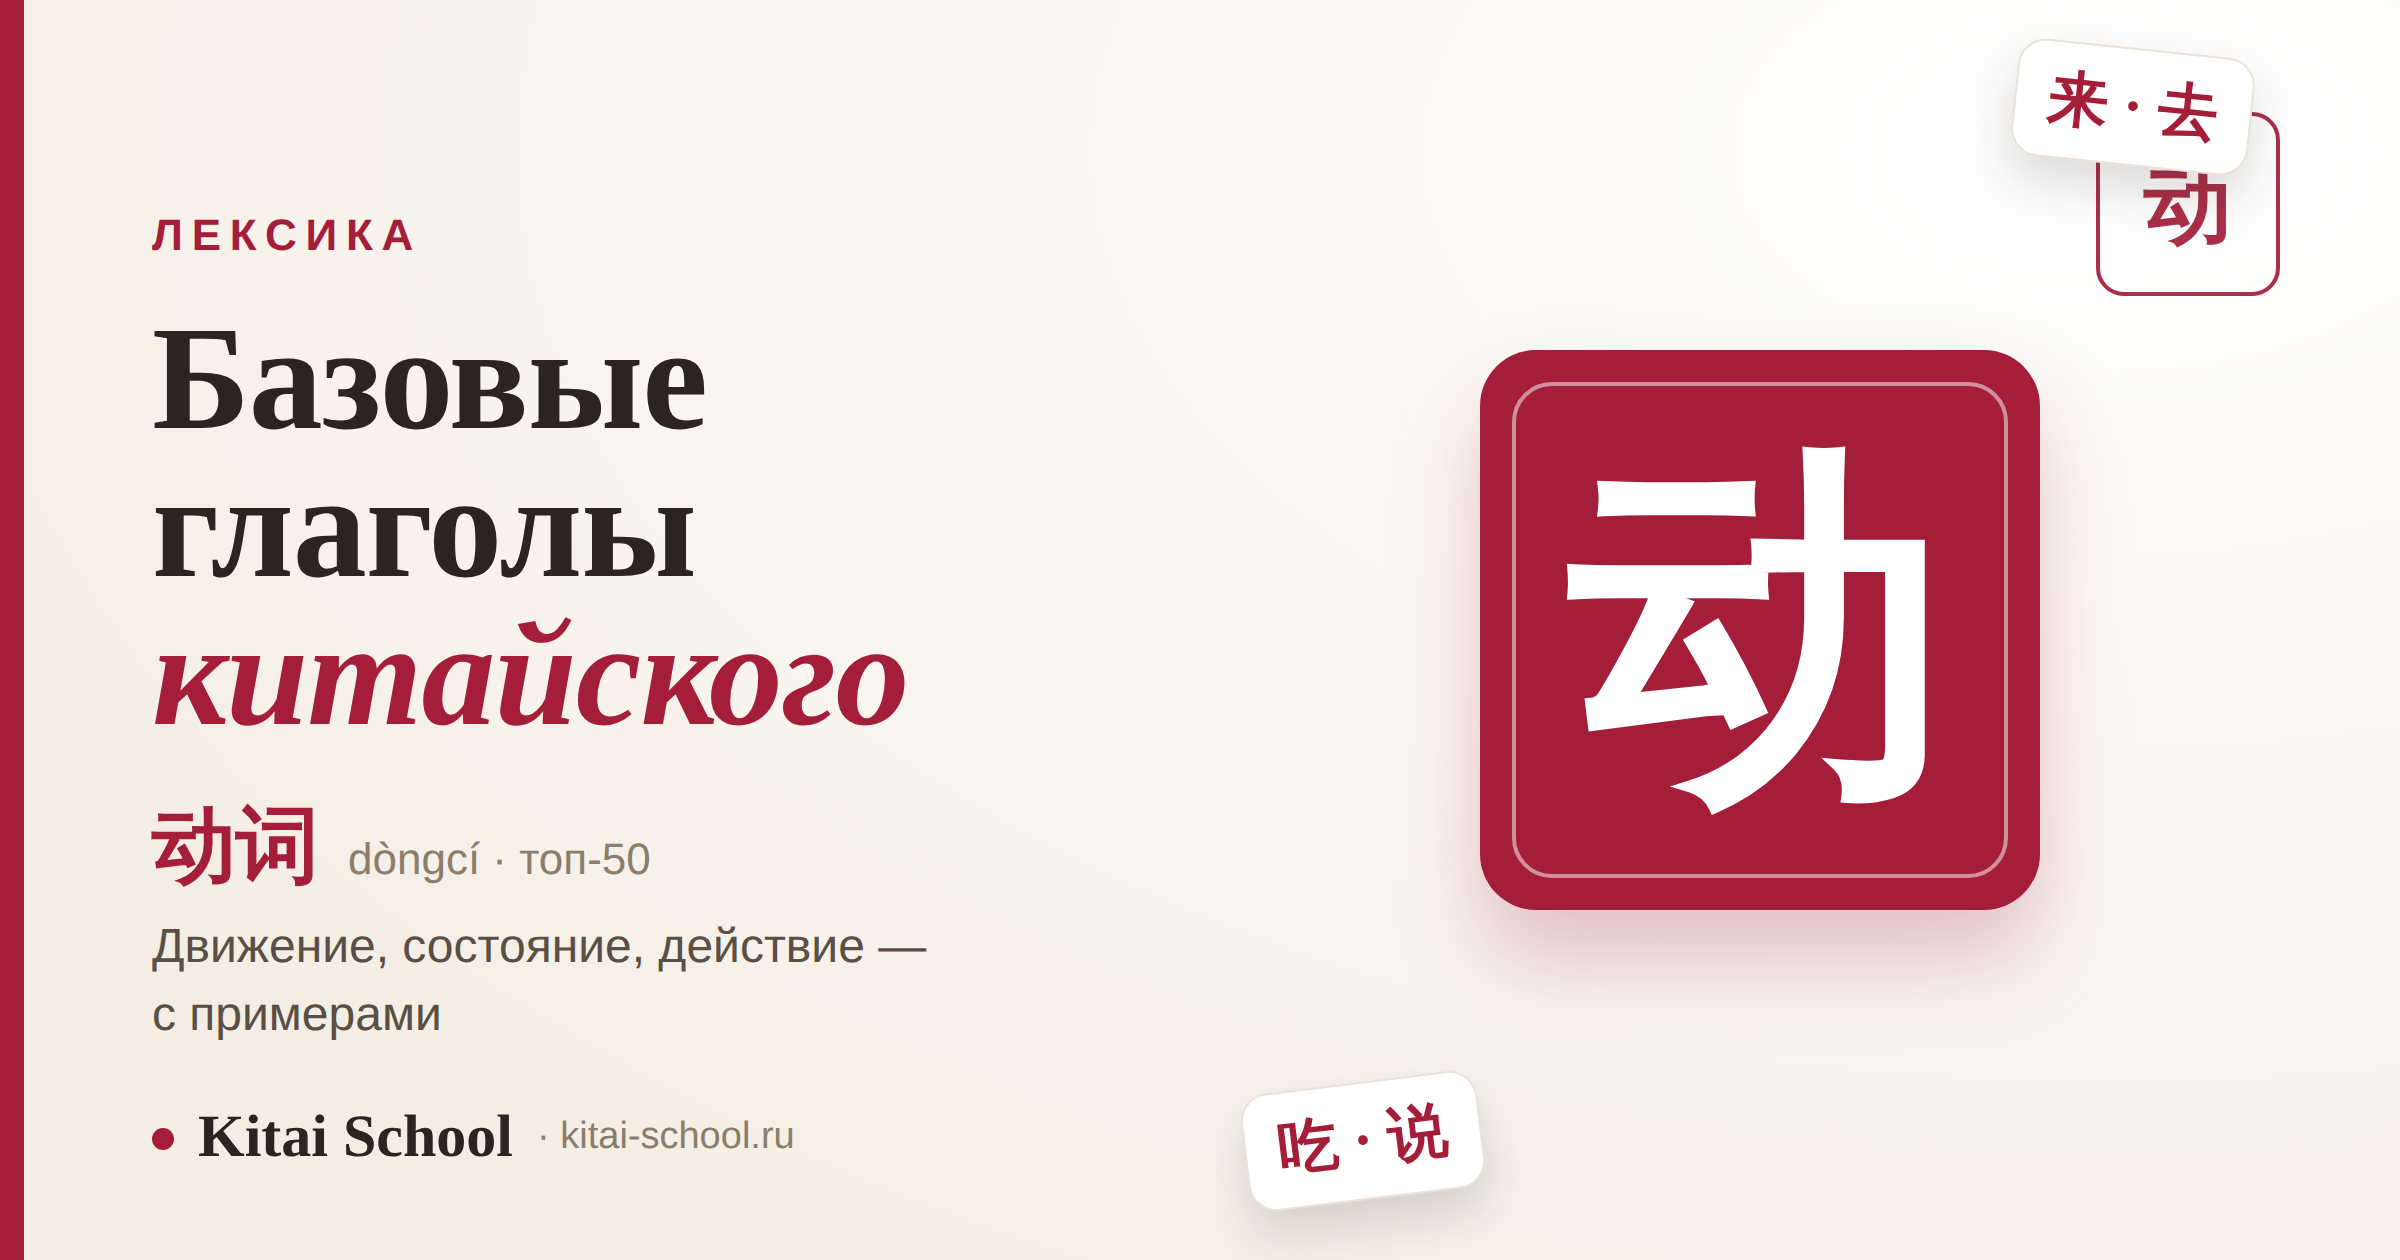 ЛЕКСИКА
Базовые
глаголы
китайского
动词 dòngcí · топ-50
Движение, состояние, действие —
с примерами
Kitai School · kitai-school.ru
来 · 去
动
动
吃 · 说